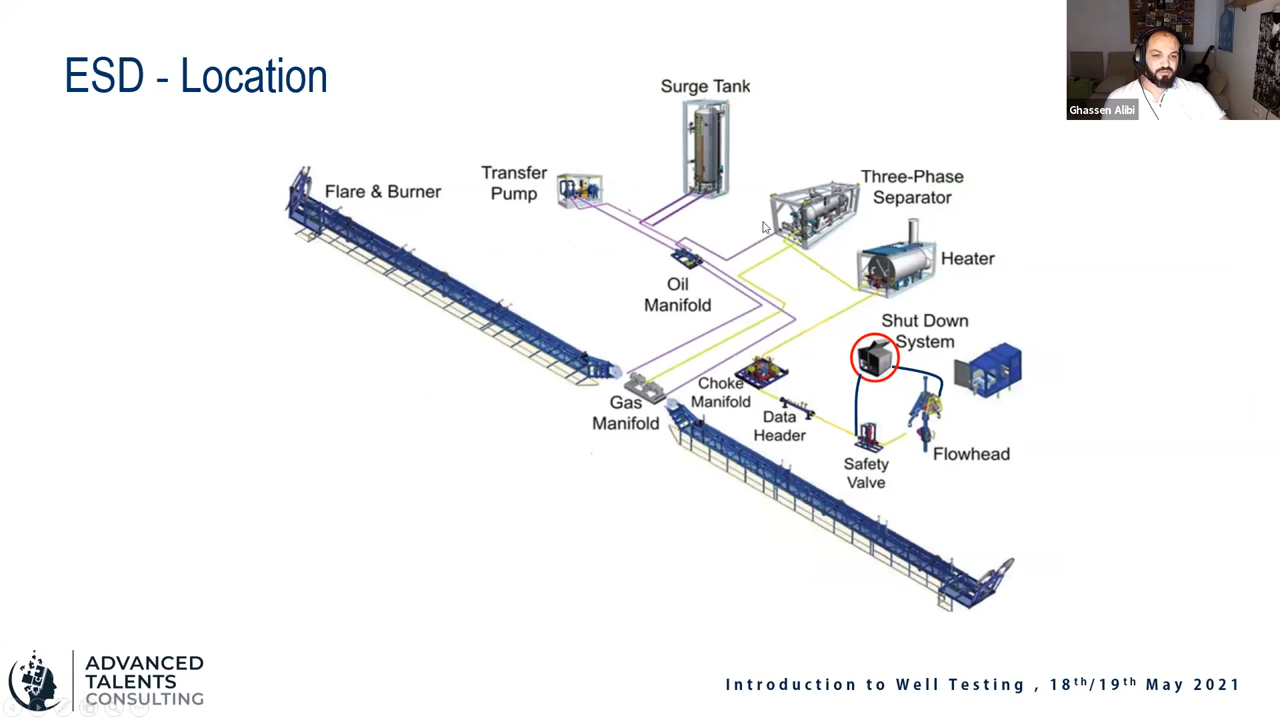 ESD - Location
Ghassen Alibi
Surge Tank
Transfer
Pump
Flare & Burner
Three-Phase
Separator
Heater
Oil
Manifold
Shut Down
System
Choke
Manifold
Gas
Manifold
Data
Header
Flowhead
Safety
Valve
ADVANCED
TALENTS
CONSULTING
Introduction to Well Testing , 18th/19th May 2021